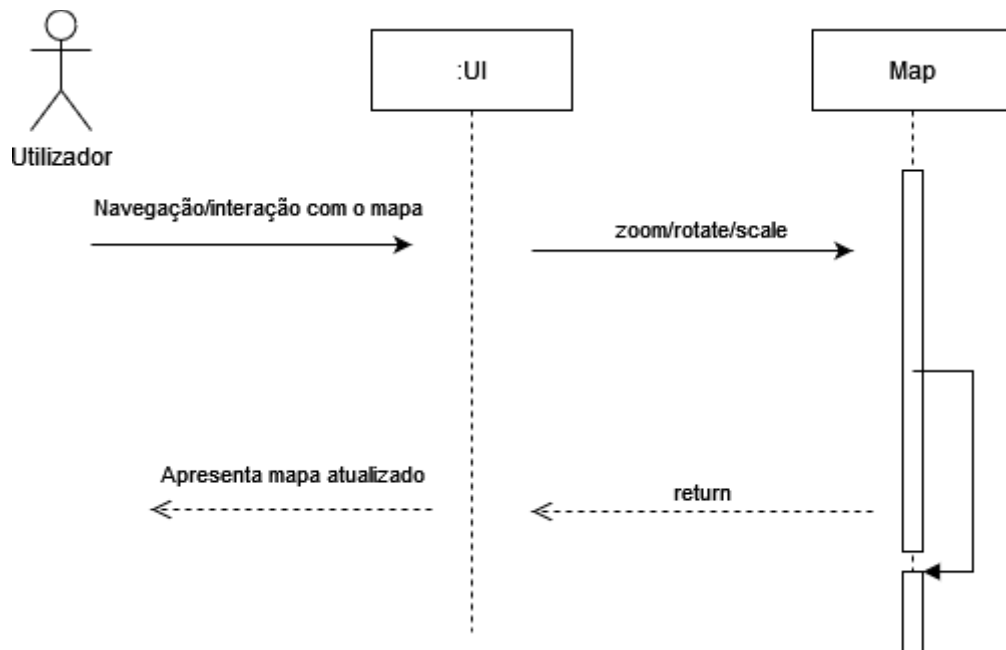 :UI
Map
Utilizador
Navegação/interação com o mapa
zoom/rotate/scale
Apresenta mapa atualizado
return